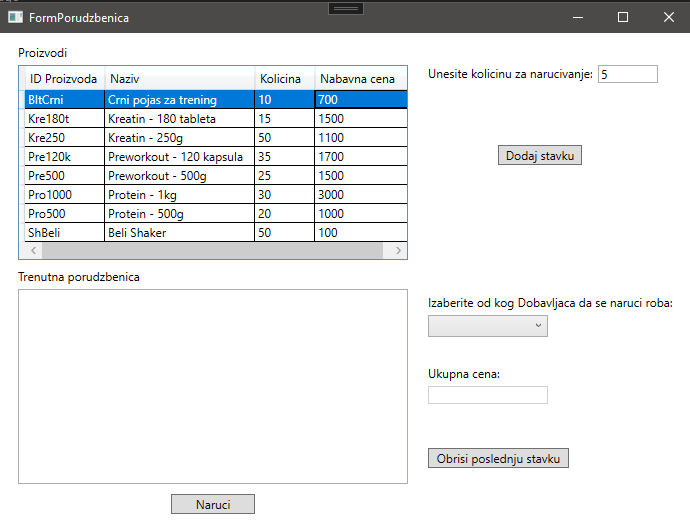 FormPorudzbenica
Proizvodi
ID Proizvoda Naziv Kolicina Nabavna cena
BltCrni Crni pojas za trening 10 700
Kre180t Kreatin - 180 tableta 15 1500
Kre250 Kreatin - 250g 50 1100
Pre120k Preworkout - 120 kapsula 35 1700
Pre500 Preworkout - 500g 25 1500
Pro1000 Protein - 1kg 30 3000
Pro500 Protein - 500g 20 1000
ShBeli Beli Shaker 50 100
Unesite kolicinu za narucivanje: 5
Dodaj stavku
Trenutna porudzbenica
Izaberite od kog Dobavljaca da se naruci roba:
Ukupna cena:
Obrisi poslednju stavku
Naruci